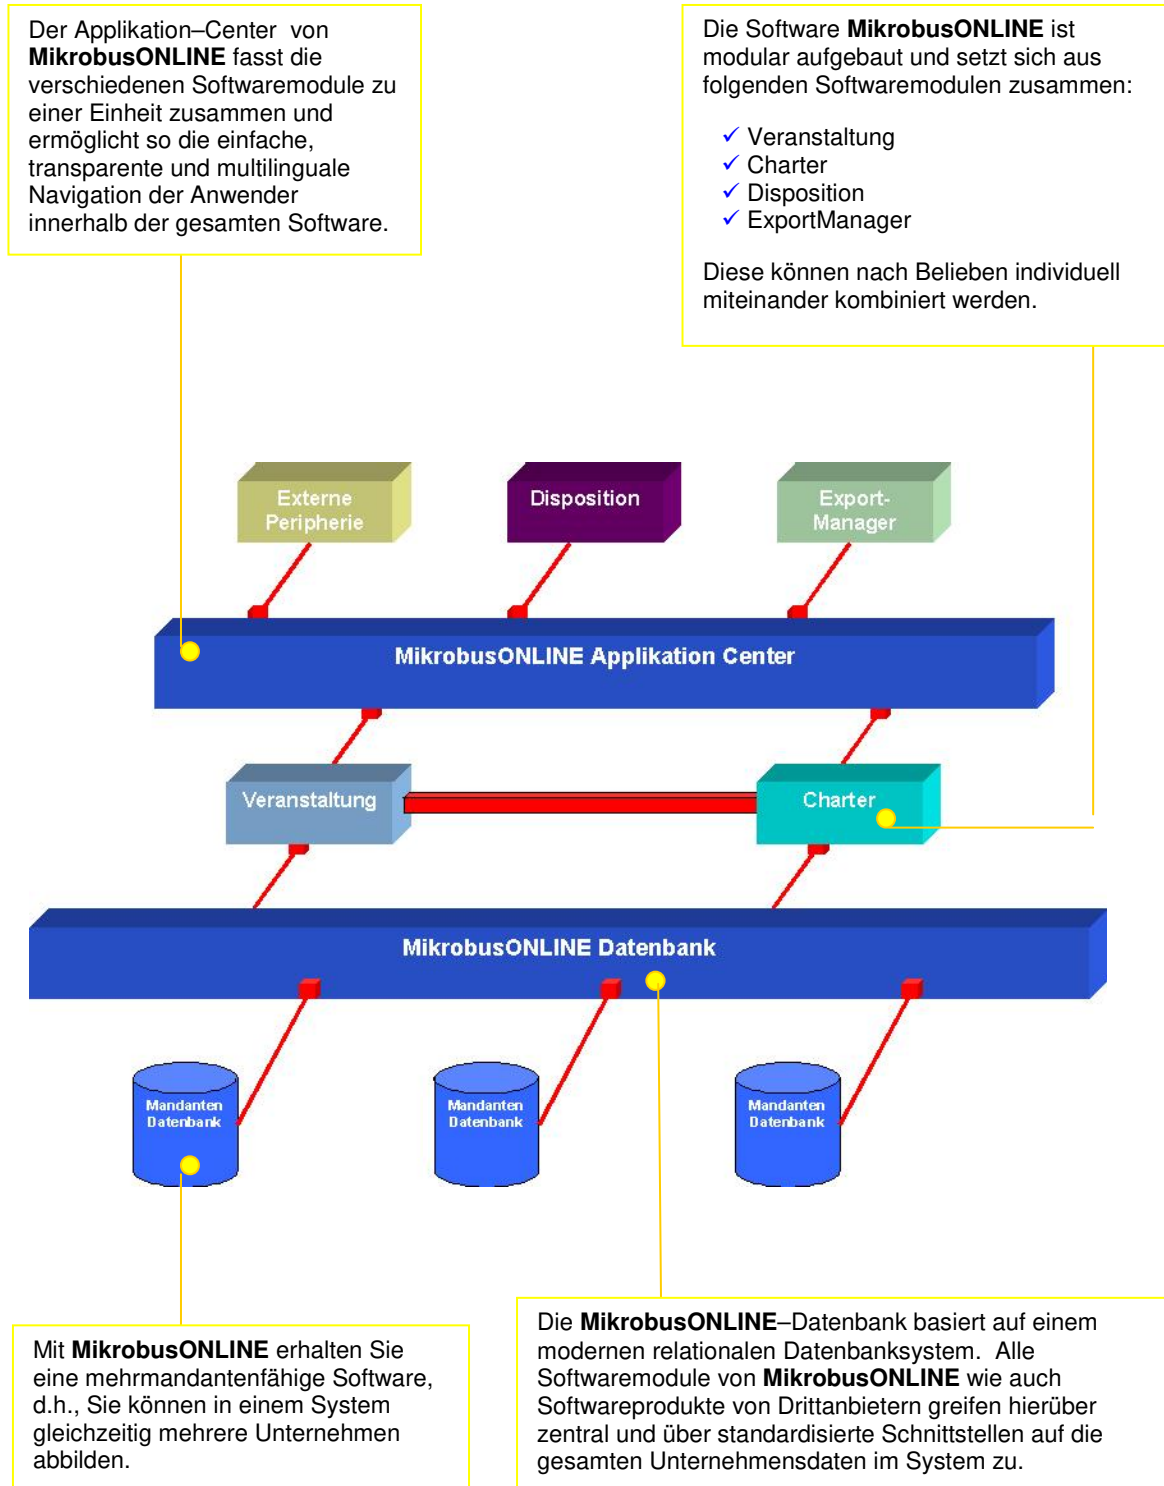 Der Applikation–Center von
MikrobusONLINE fasst die
verschiedenen Softwaremodule zu
einer Einheit zusammen und
ermöglicht so die einfache,
transparente und multilinguale
Navigation der Anwender
innerhalb der gesamten Software.
Die Software MikrobusONLINE ist
modular aufgebaut und setzt sich aus
folgenden Softwaremodulen zusammen:
✓ Veranstaltung
✓ Charter
✓ Disposition
✓ ExportManager
Diese können nach Belieben individuell
miteinander kombiniert werden.
Externe
Peripherie
Disposition
Export-
Manager
MikrobusONLINE Applikation Center
Veranstaltung
Charter
MikrobusONLINE Datenbank
Mandanten
Datenbank
Mandanten
Datenbank
Mandanten
Datenbank
Mit MikrobusONLINE erhalten Sie
eine mehrmandantenfähige Software,
d.h., Sie können in einem System
gleichzeitig mehrere Unternehmen
abbilden.
Die MikrobusONLINE–Datenbank basiert auf einem
modernen relationalen Datenbanksystem. Alle
Softwaremodule von MikrobusONLINE wie auch
Softwareprodukte von Drittanbietern greifen hierüber
zentral und über standardisierte Schnittstellen auf die
gesamten Unternehmensdaten im System zu.